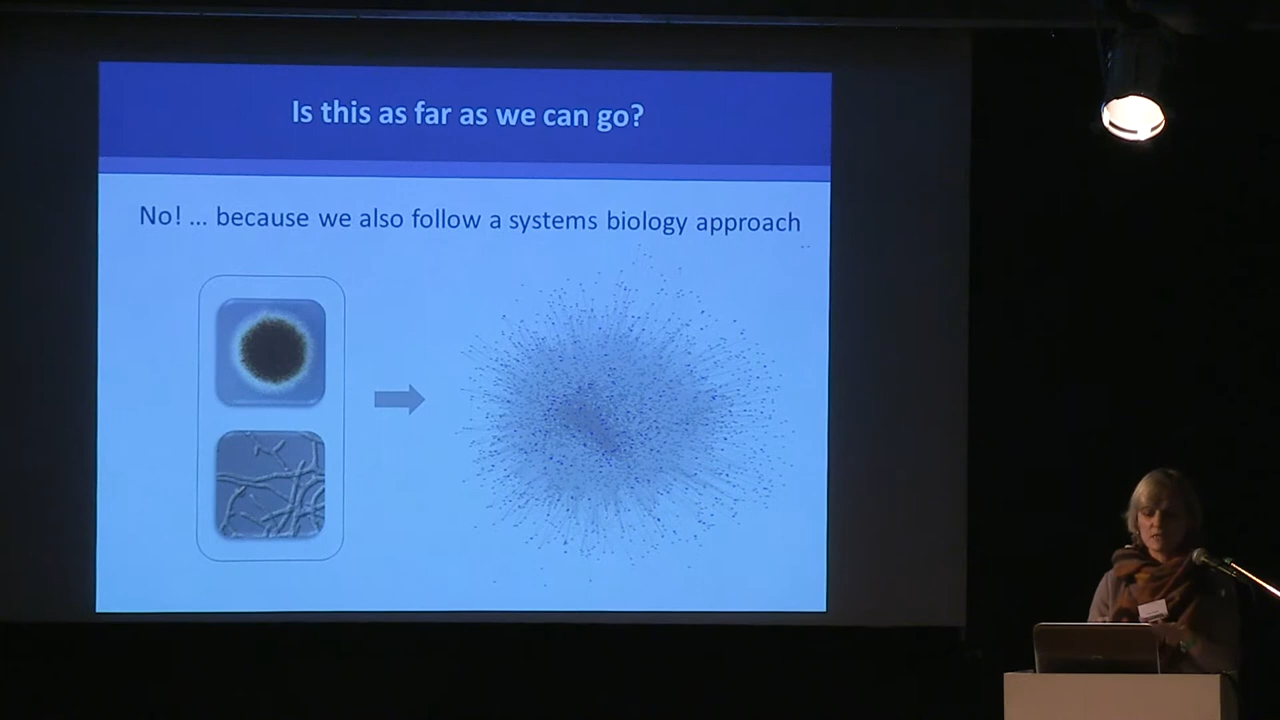 Is this as far as we can go?
No! ... because we also follow a systems biology approach